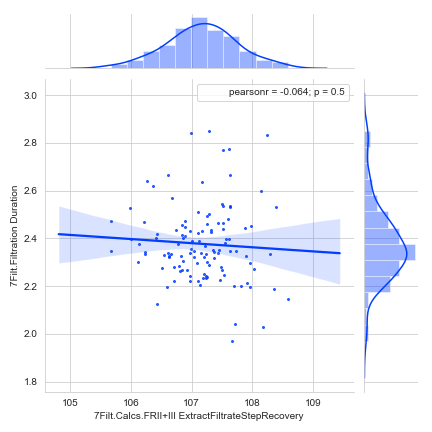 pearsonr = -0.064; p = 0.5
3.0
2.8
2.6
2.4
2.2
2.0
1.8
7Filt.Filtration Duration
105 106 107 108 109
7Filt.Calcs.FRII+III ExtractFiltrateStepRecovery